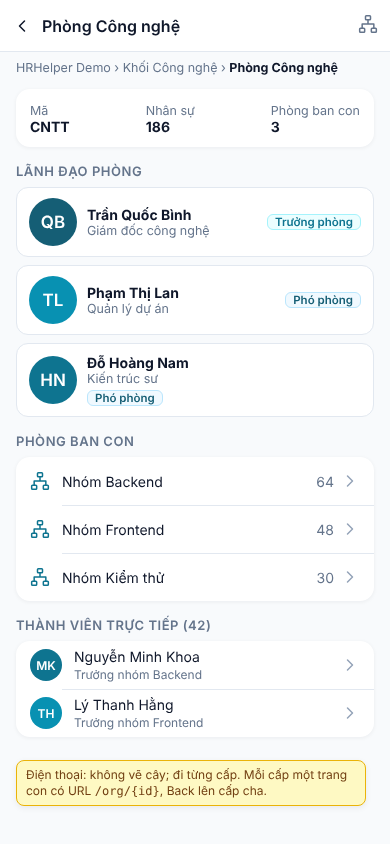 Phòng Công nghệ
HRHelper Demo › Khối Công nghệ › Phòng Công nghệ
Mã Nhân sự Phòng ban con
CNTT 186 3
LÃNH ĐẠO PHÒNG
QB Trần Quốc Bình Trưởng phòng
Giám đốc công nghệ
TL Phạm Thị Lan Phó phòng
Quản lý dự án
HN Đỗ Hoàng Nam
Kiến trúc sư
Phó phòng
PHÒNG BAN CON
Nhóm Backend 64
Nhóm Frontend 48
Nhóm Kiểm thử 30
THÀNH VIÊN TRỰC TIẾP (42)
MK Nguyễn Minh Khoa
Trưởng nhóm Backend
TH Lý Thanh Hằng
Trưởng nhóm Frontend
Điện thoại: không vẽ cây; đi từng cấp. Mỗi cấp một trang
con có URL /org/{id}, Back lên cấp cha.